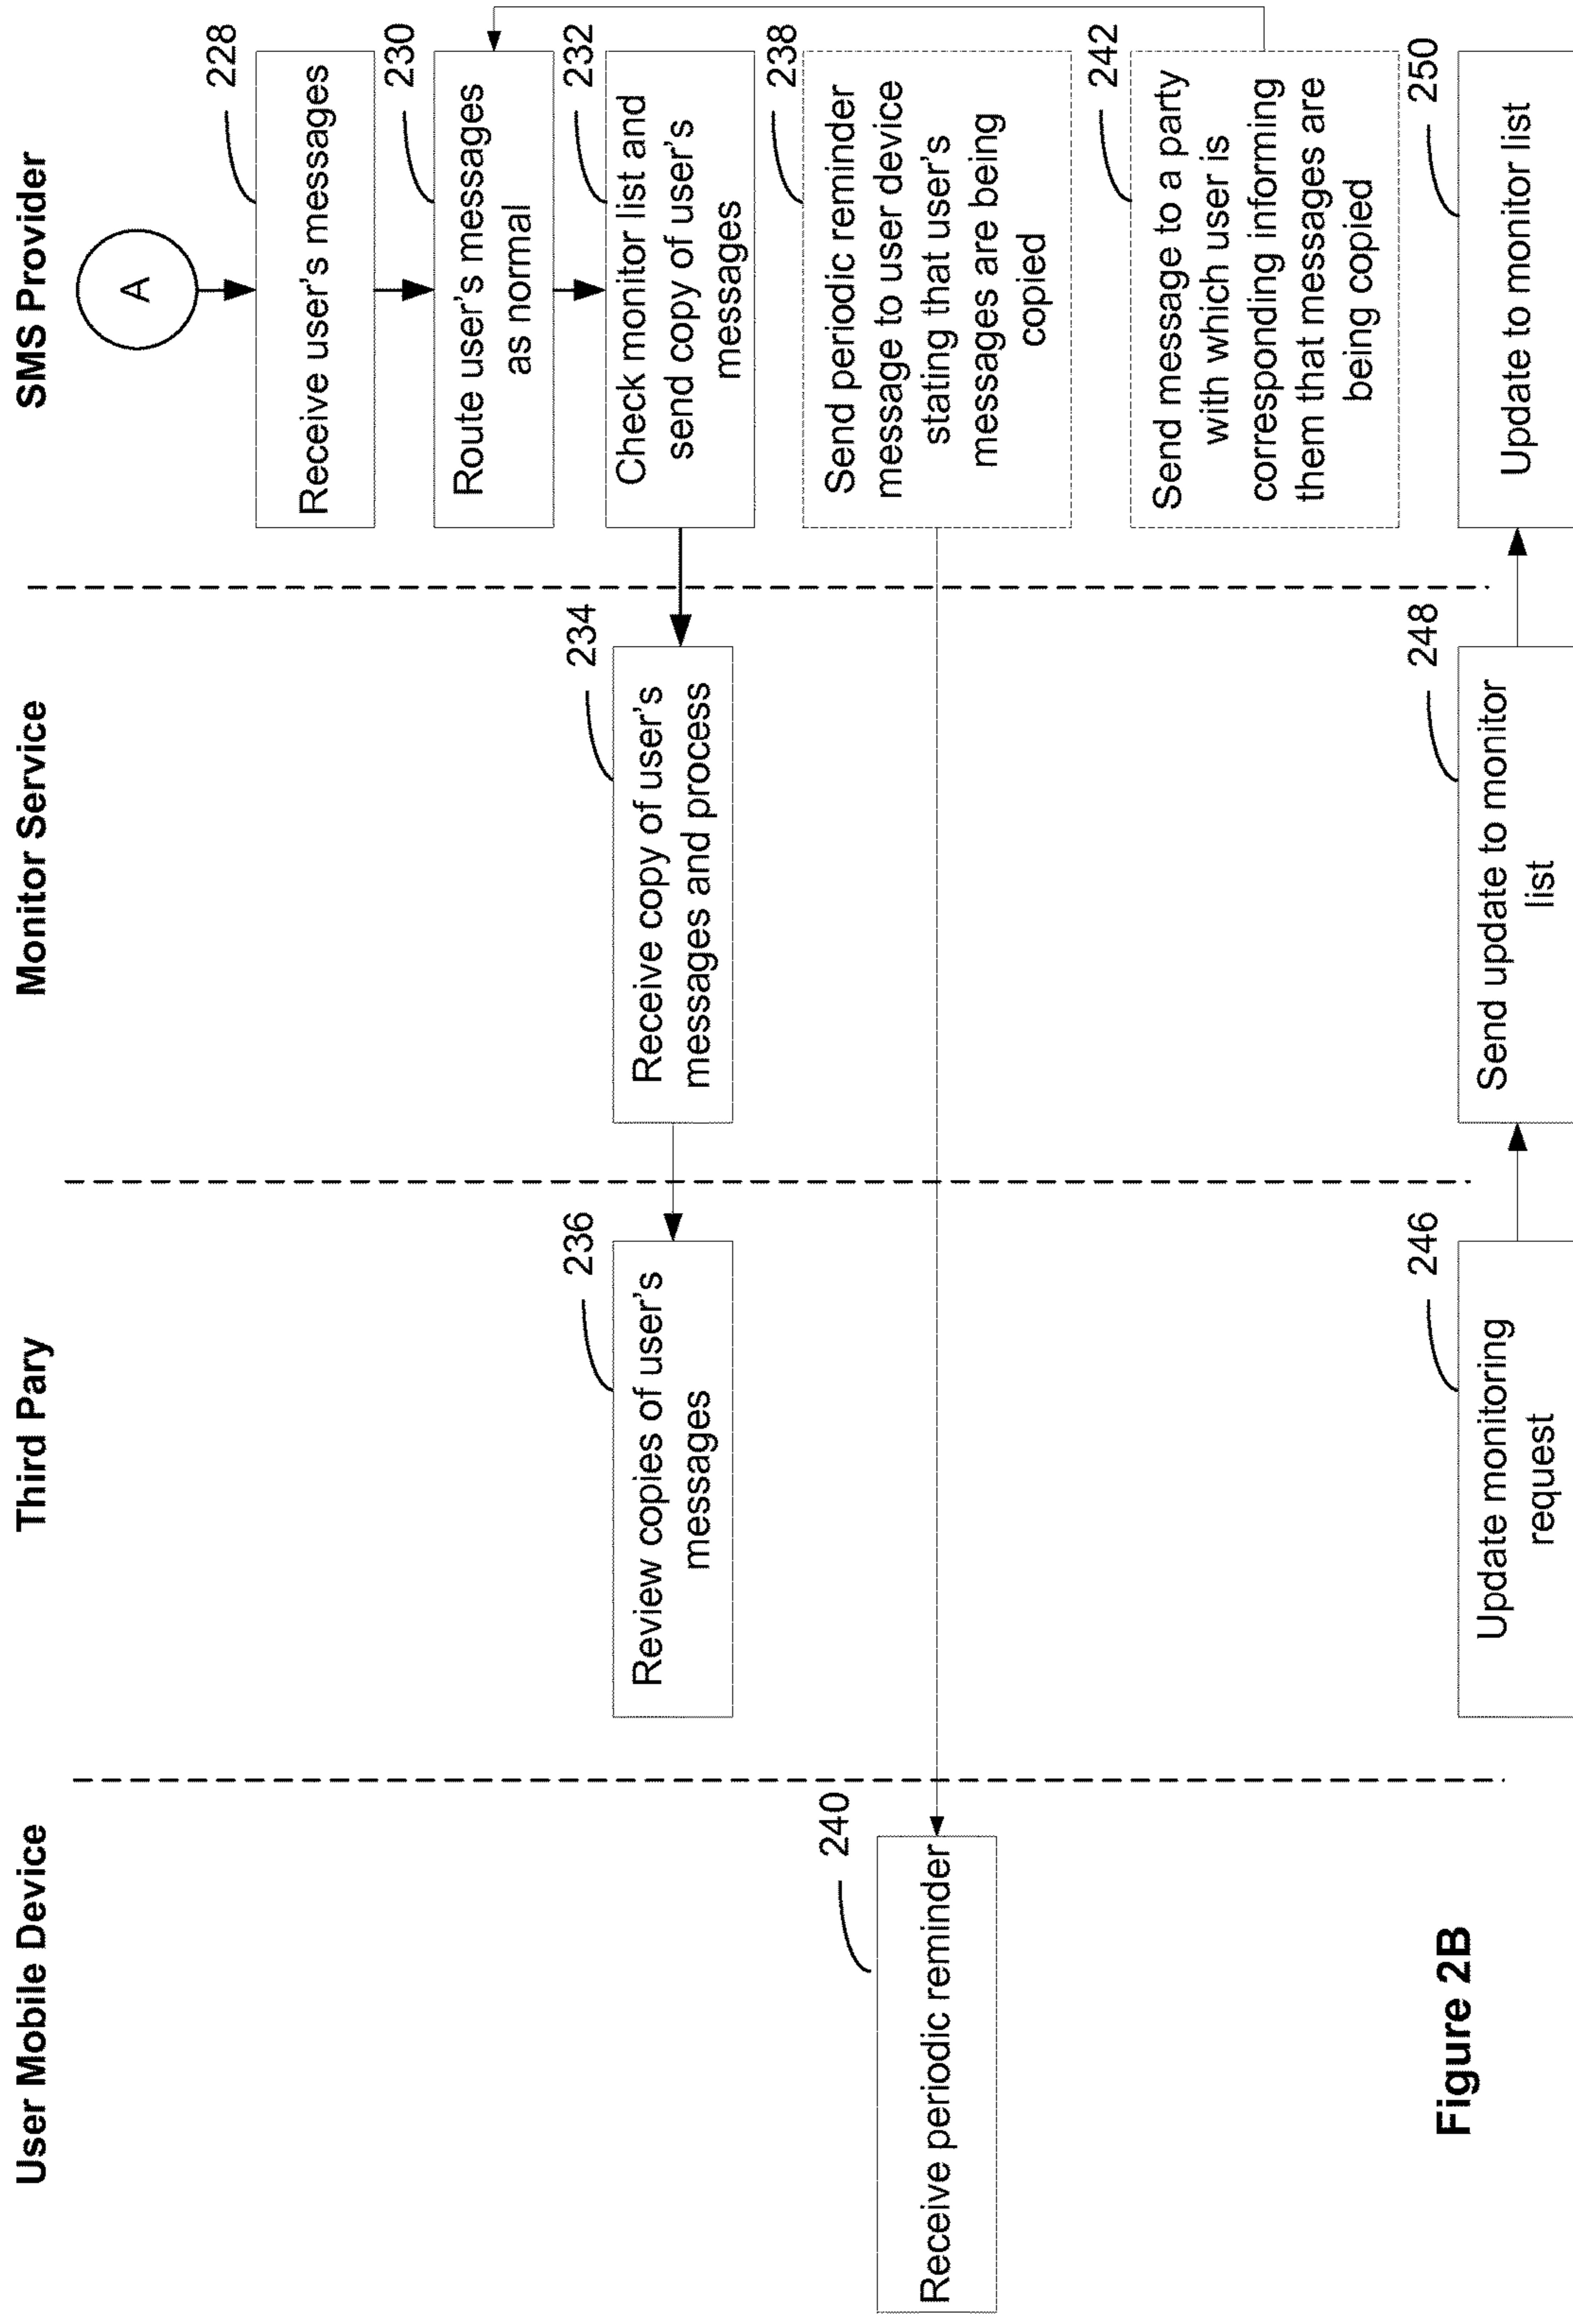 User Mobile Device
Third Pary
Monitor Service
SMS Provider
A
228
Receive user's messages
230
Route user's messages
as normal
232
Check monitor list and
send copy of user's
messages
234
Receive copy of user's
messages and process
236
Review copies of user's
messages
238
Send periodic reminder
message to user device
stating that user's
messages are being
copied
240
Receive periodic reminder
242
Send message to a party
with which user is
corresponding informing
them that messages are
being copied
246
Update monitoring
request
248
Send update to monitor
list
250
Update to monitor list
Figure 2B